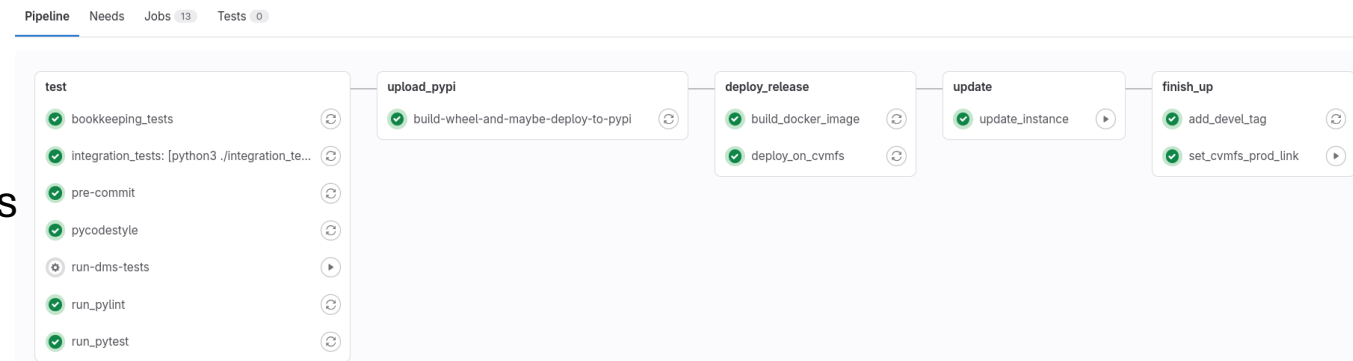 Pipeline Needs Jobs 13 Tests 0
test
bookkeeping_tests
integration_tests: [python3 ./integration_te...
pre-commit
pycodestyle
run-dms-tests
run_pylint
run_pytest
upload_pypi
build-wheel-and-maybe-deploy-to-pypi
deploy_release
build_docker_image
deploy_on_cvmfs
update
update_instance
finish_up
add_devel_tag
set_cvmfs_prod_link
s